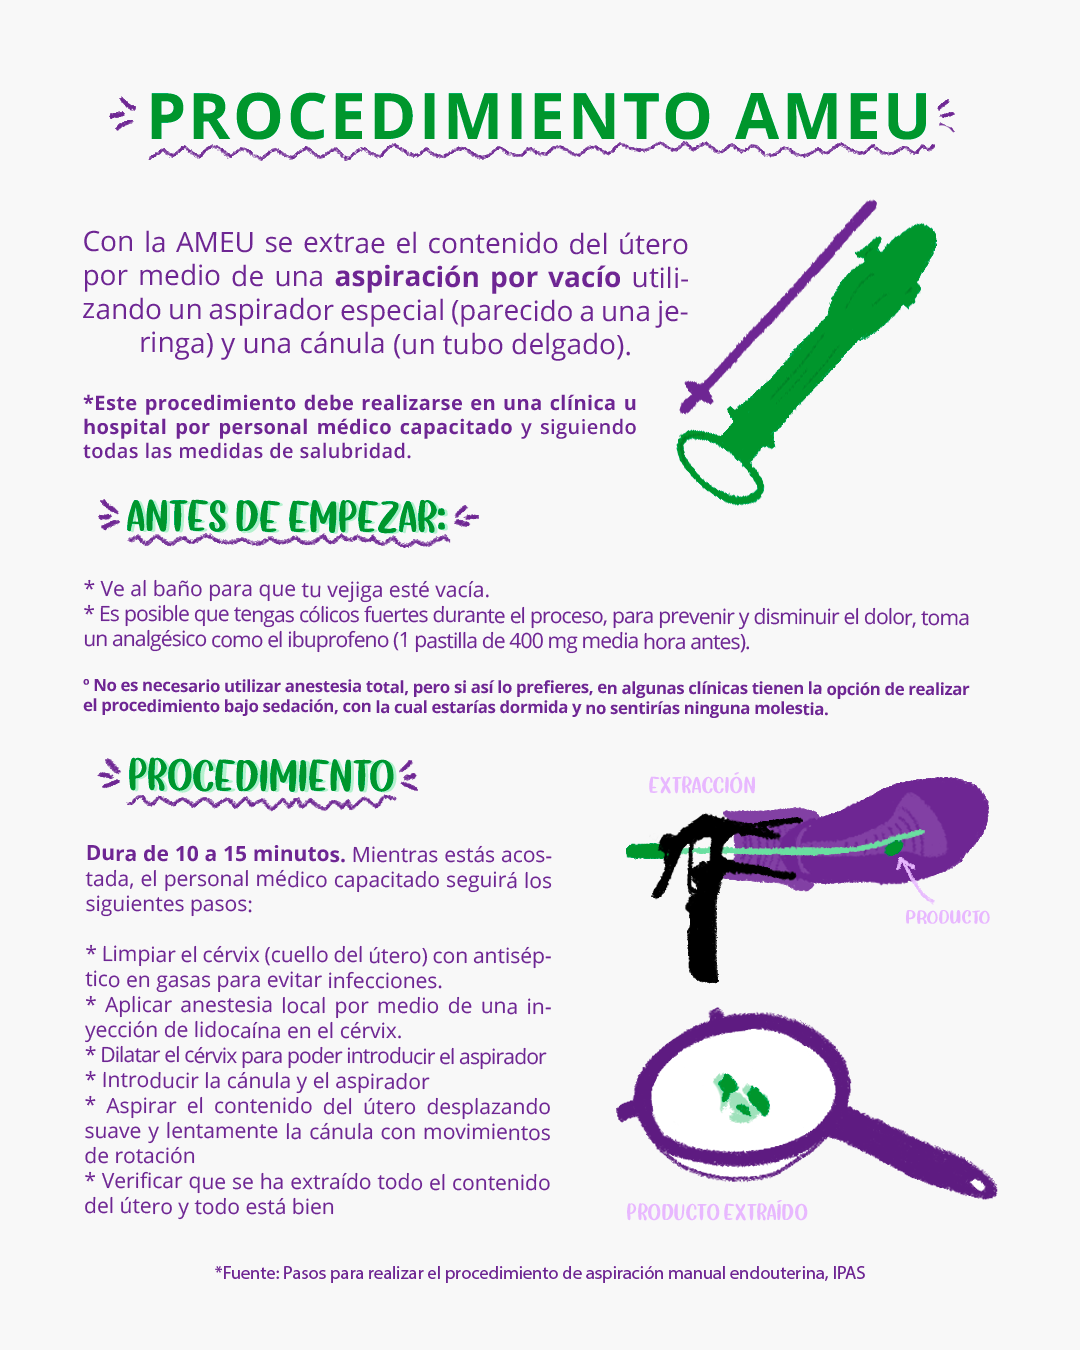 PROCEDIMIENTO AMEU
Con la AMEU se extrae el contenido del útero
por medio de una aspiración por vacío utili-
zando un aspirador especial (parecido a una je-
ringa) y una cánula (un tubo delgado).
*Este procedimiento debe realizarse en una clínica u
hospital por personal médico capacitado y siguiendo
todas las medidas de salubridad.
ANTES DE EMPEZAR:
* Ve al baño para que tu vejiga esté vacía.
* Es posible que tengas cólicos fuertes durante el proceso, para prevenir y disminuir el dolor, toma
un analgésico como el ibuprofeno (1 pastilla de 400 mg media hora antes).
º No es necesario utilizar anestesia total, pero si así lo prefieres, en algunas clínicas tienen la opción de realizar
el procedimiento bajo sedación, con la cual estarías dormida y no sentirías ninguna molestia.
PROCEDIMIENTO
Dura de 10 a 15 minutos. Mientras estás acos-
tada, el personal médico capacitado seguirá los
siguientes pasos:
* Limpiar el cérvix (cuello del útero) con antisép-
tico en gasas para evitar infecciones.
* Aplicar anestesia local por medio de una in-
yección de lidocaína en el cérvix.
* Dilatar el cérvix para poder introducir el aspirador
* Introducir la cánula y el aspirador
* Aspirar el contenido del útero desplazando
suave y lentamente la cánula con movimientos
de rotación
* Verificar que se ha extraído todo el contenido
del útero y todo está bien
EXTRACCIÓN
PRODUCTO
PRODUCTO EXTRAÍDO
*Fuente: Pasos para realizar el procedimiento de aspiración manual endouterina, IPAS